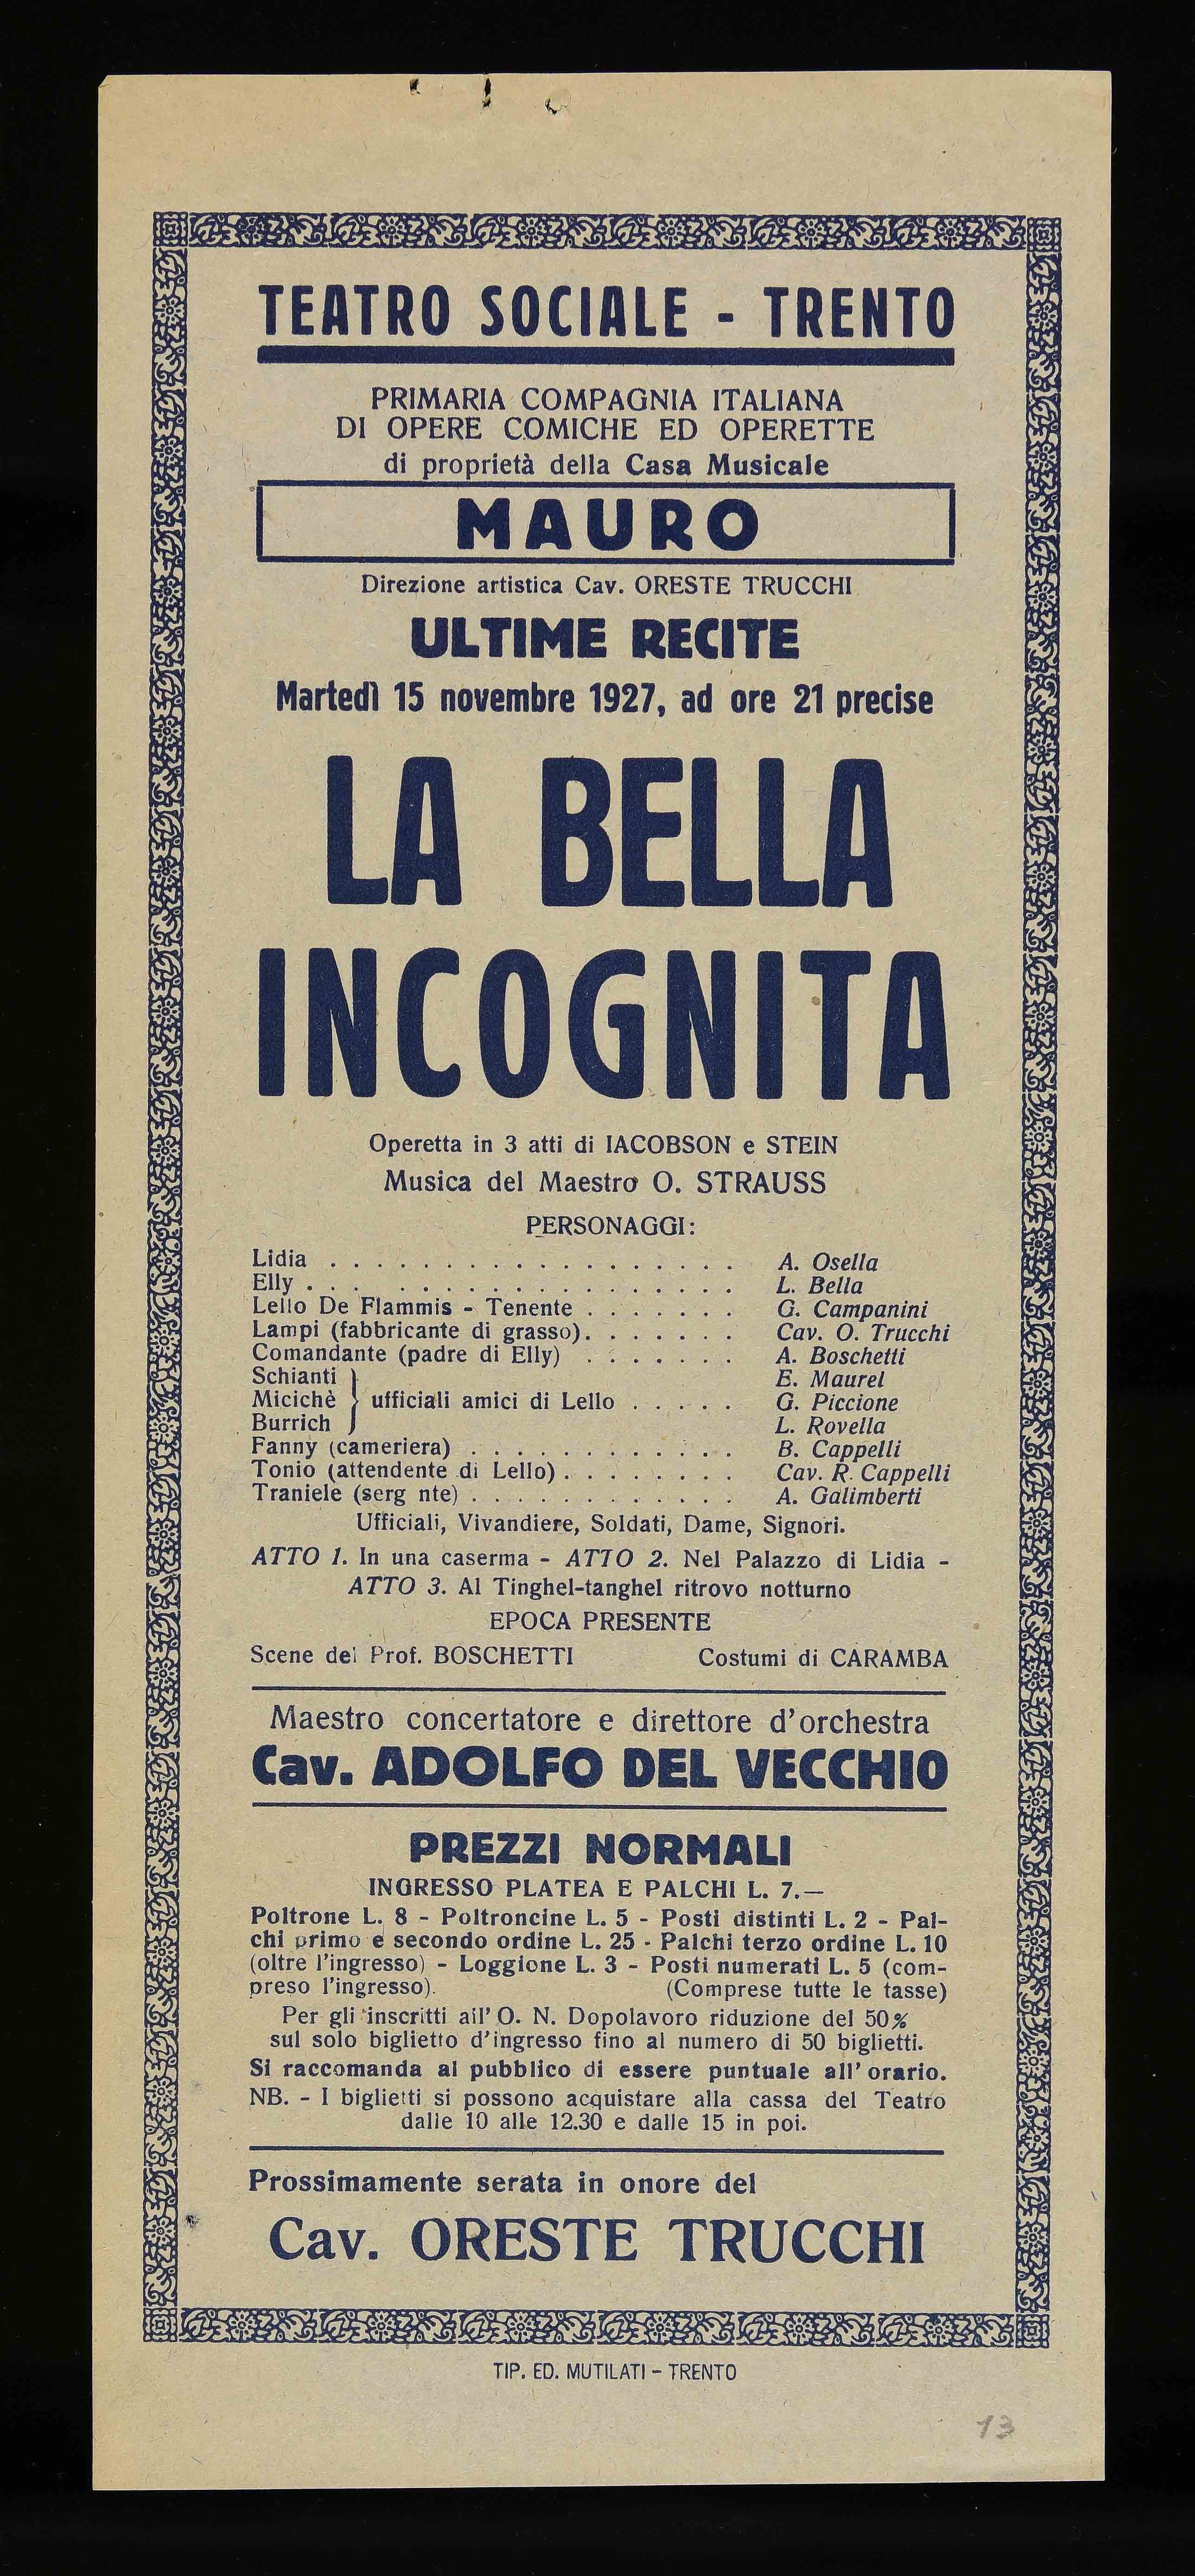 TEATRO SOCIALE - TRENTO
PRIMARIA COMPAGNIA ITALIANA
DI OPERE COMICHE ED OPERETTE
di proprietà della Casa Musicale
MAURO
Direzione artistica Cav. ORESTE TRUCCHI
ULTIME RECITE
Martedì 15 novembre 1927, ad ore 21 precise
LA BELLA
INCOGNITA
Operetta in 3 atti di IACOBSON e STEIN
Musica del Maestro O. STRAUSS
PERSONAGGI:
Lidia . . . . . . . . . . . . . . . . . . A. Osella
Elly . . . . . . . . . . . . . . . . . . L. Bella
Lello De Flammis - Tenente . . . . . . . G. Campanini
Lampi (fabbricante di grasso). . . . . . . Cav. O. Trucchi
Comandante (padre di Elly) . . . . . . . A. Boschetti
Schianti E. Maurel
Micichè } ufficiali amici di Lello . . . . . G. Piccione
Burrich L. Rovella
Fanny (cameriera) . . . . . . . . . . . . B. Cappelli
Tonio (attendente di Lello) . . . . . . . . Cav. R. Cappelli
Traniele (serg nte) . . . . . . . . . . . . A. Galimberti
Ufficiali, Vivandiere, Soldati, Dame, Signori.
ATTO 1. In una caserma - ATTO 2. Nel Palazzo di Lidia -
ATTO 3. Al Tinghel-tanghel ritrovo notturno
EPOCA PRESENTE
Scene del Prof. BOSCHETTI Costumi di CARAMBA
Maestro concertatore e direttore d'orchestra
Cav. ADOLFO DEL VECCHIO
PREZZI NORMALI
INGRESSO PLATEA E PALCHI L. 7.—
Poltrone L. 8 - Poltroncine L. 5 - Posti distinti L. 2 - Pal-
chi primo e secondo ordine L. 25 - Palchi terzo ordine L. 10
(oltre l'ingresso) - Loggione L. 3 - Posti numerati L. 5 (com-
preso l'ingresso). (Comprese tutte le tasse)
Per gli inscritti all' O. N. Dopolavoro riduzione del 50%
sul solo biglietto d'ingresso fino al numero di 50 biglietti.
Si raccomanda al pubblico di essere puntuale all' orario.
NB. - I biglietti si possono acquistare alla cassa del Teatro
dalle 10 alle 12.30 e dalle 15 in poi.
Prossimamente serata in onore del
Cav. ORESTE TRUCCHI
TIP. ED. MUTILATI - TRENTO
13